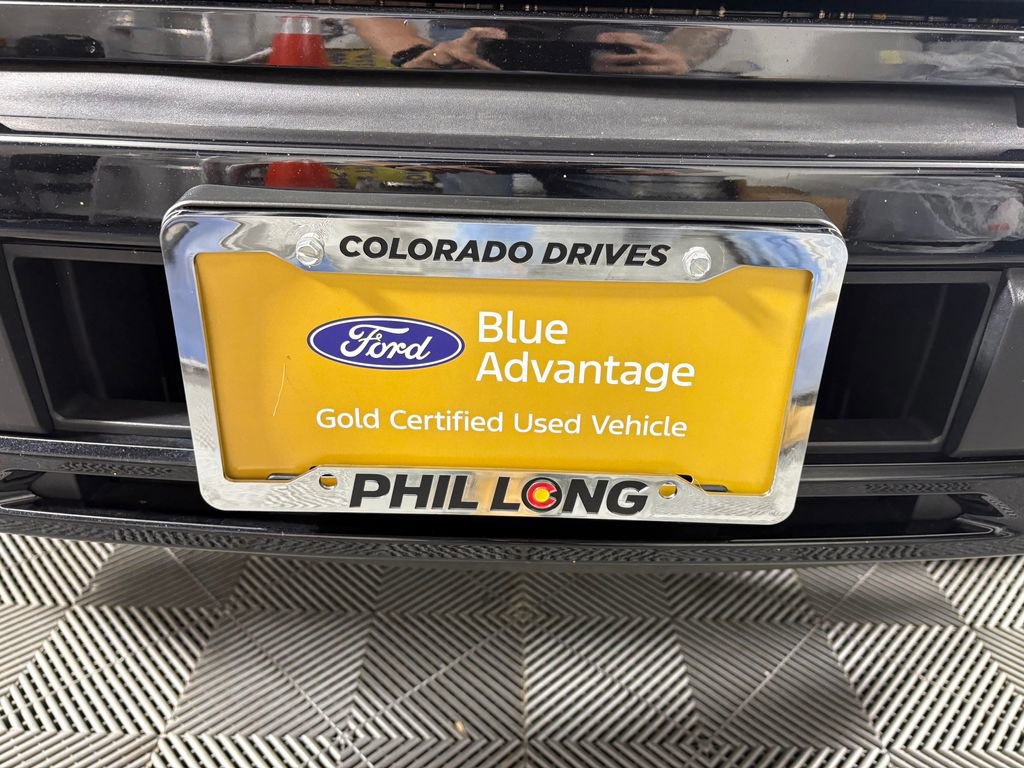 COLORADO DRIVES
Ford
Blue
Advantage
Gold Certified Used Vehicle
PHIL LONG